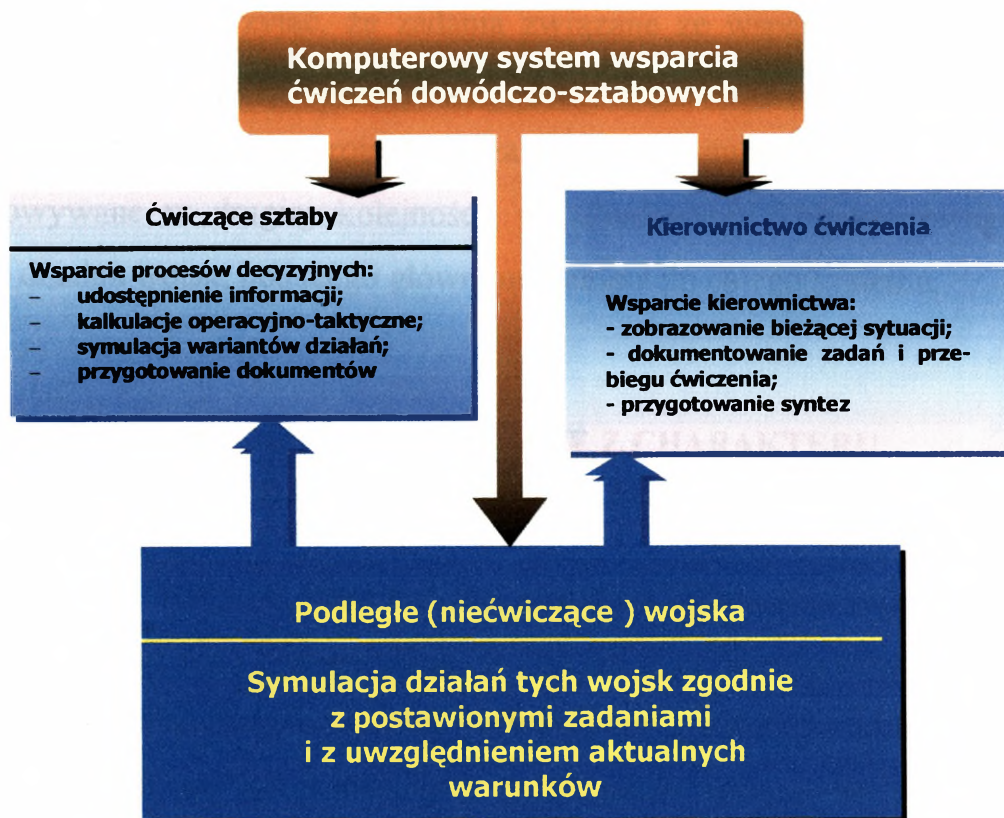 Komputerowy system wsparcia
ćwiczeń dowódczo-sztabowych
Ćwiczące sztaby
Wsparcie procesów decyzyjnych:
– udostępnienie informacji;
– kalkulacje operacyjno-taktyczne;
– symulacja wariantów działań;
– przygotowanie dokumentów
Kierownictwo ćwiczenia
Wsparcie kierownictwa:
- zobrazowanie bieżącej sytuacji;
- dokumentowanie zadań i prze-
biegu ćwiczenia;
- przygotowanie syntez
Podległe (niećwiczące ) wojska
Symulacja działań tych wojsk zgodnie
z postawionymi zadaniami
i z uwzględnieniem aktualnych
warunków